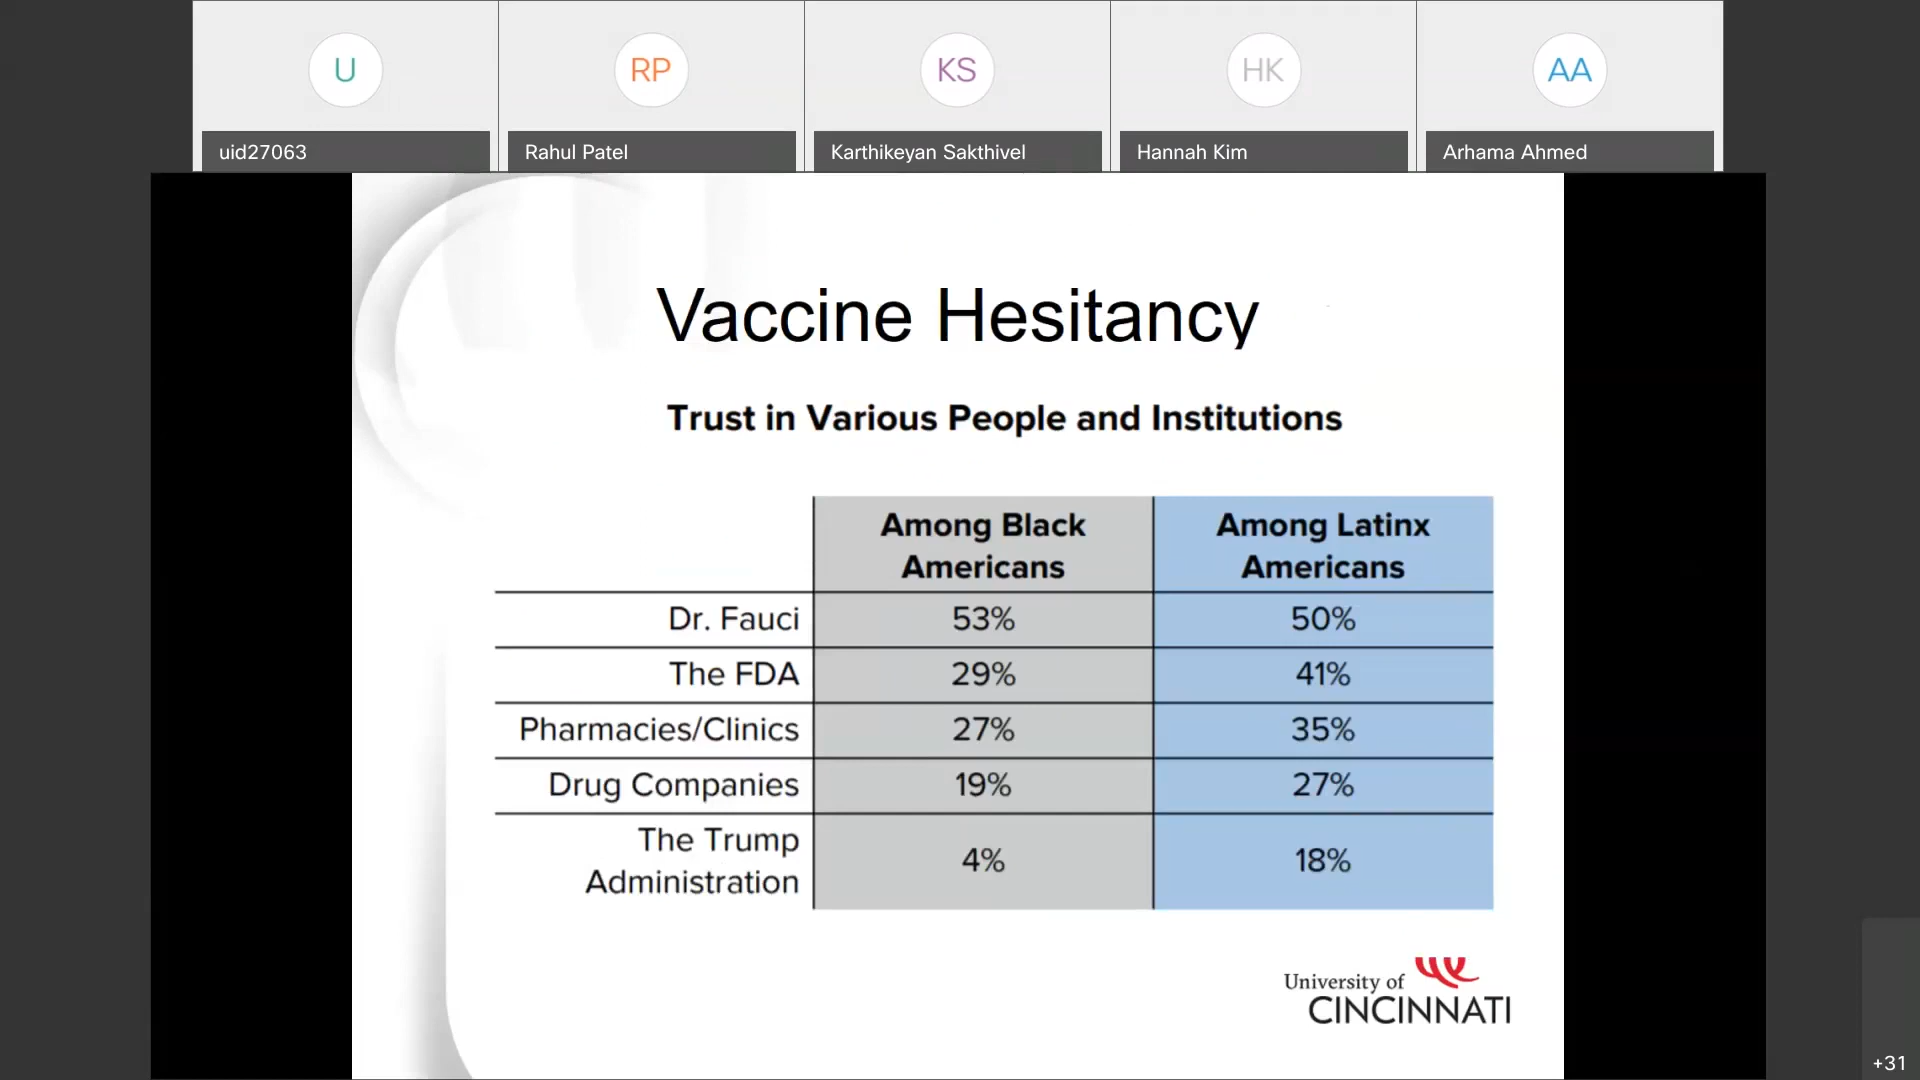 U
RP
KS
HK
AA
uid27063
Rahul Patel
Karthikeyan Sakthivel
Hannah Kim
Arhama Ahmed
Vaccine Hesitancy
Trust in Various People and Institutions
Among Black
Americans
Among Latinx
Americans
Dr. Fauci 53% 50%
The FDA 29% 41%
Pharmacies/Clinics 27% 35%
Drug Companies 19% 27%
The Trump
Administration 4% 18%
University of
CINCINNATI
+31